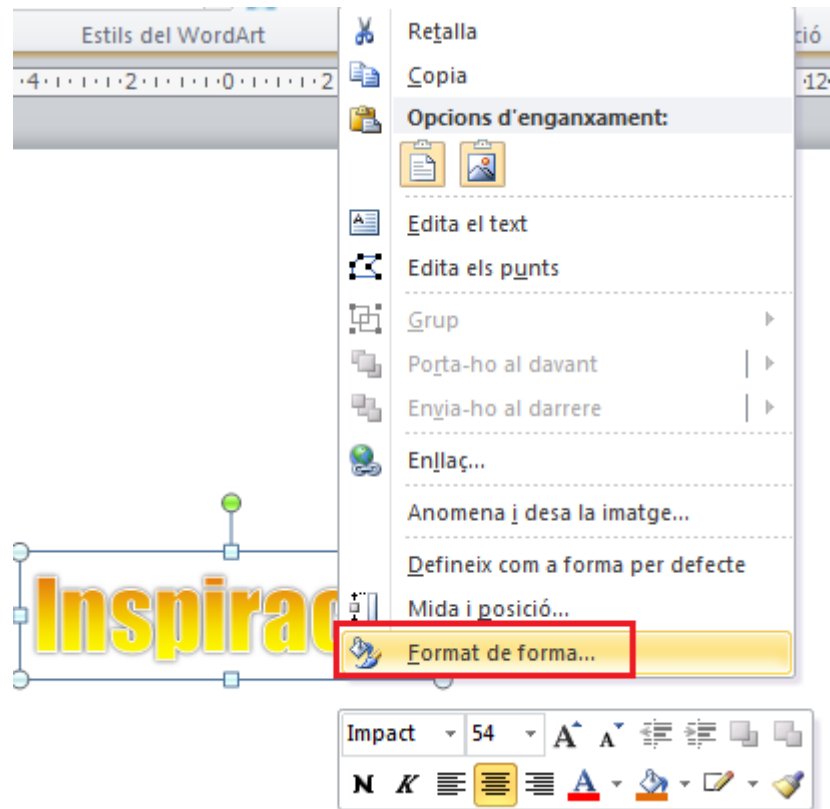 Estils del WordArt
ció
·4·ı·ı·ı·2·ı·ı·ı·0·ı·ı·ı·2
·12·
Retalla
Copia
Opcions d'enganxament:
Edita el text
Edita els punts
Grup
Porta-ho al davant
Envia-ho al darrere
Enllaç...
Anomena i desa la imatge...
Defineix com a forma per defecte
Mida i posició...
Format de forma...
Inspirac
Impact 54 A A
N K A